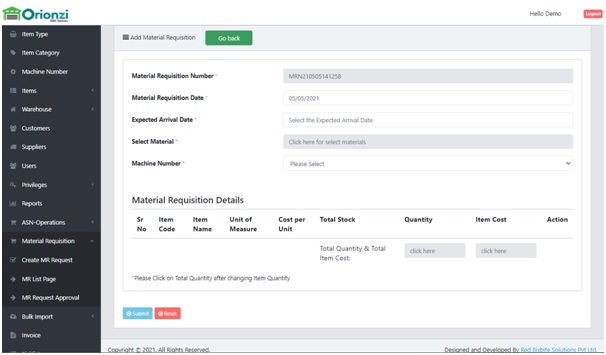 Orionzi
Hello Demo
Logout
Item Type
Item Category
Machine Number
Items
Warehouse
Customers
Suppliers
Users
Privileges
Reports
ASN-Operations
Material Requisition
Create MR Request
MR List Page
MR Request Approval
Bulk Import
Invoice
Add Material Requisition
Go back
Material Requisition Number *
MRN210505141258
Material Requisition Date *
05/05/2021
Expected Arrival Date *
Select the Expected Arrival Date
Select Material *
Click here for select materials
Machine Number *
Please Select
Material Requisition Details
Sr No Item Code Item Name Unit of Measure Cost per Unit Total Stock Quantity Item Cost Action
Total Quantity & Total Item Cost:
click here
click here
*Please Click on Total Quantity after changing Item Quantity
Submit
Reset
Copyright © 2021. All Rights Reserved.
Designed and Developed By Red Bixbite Solutions Pvt Ltd.